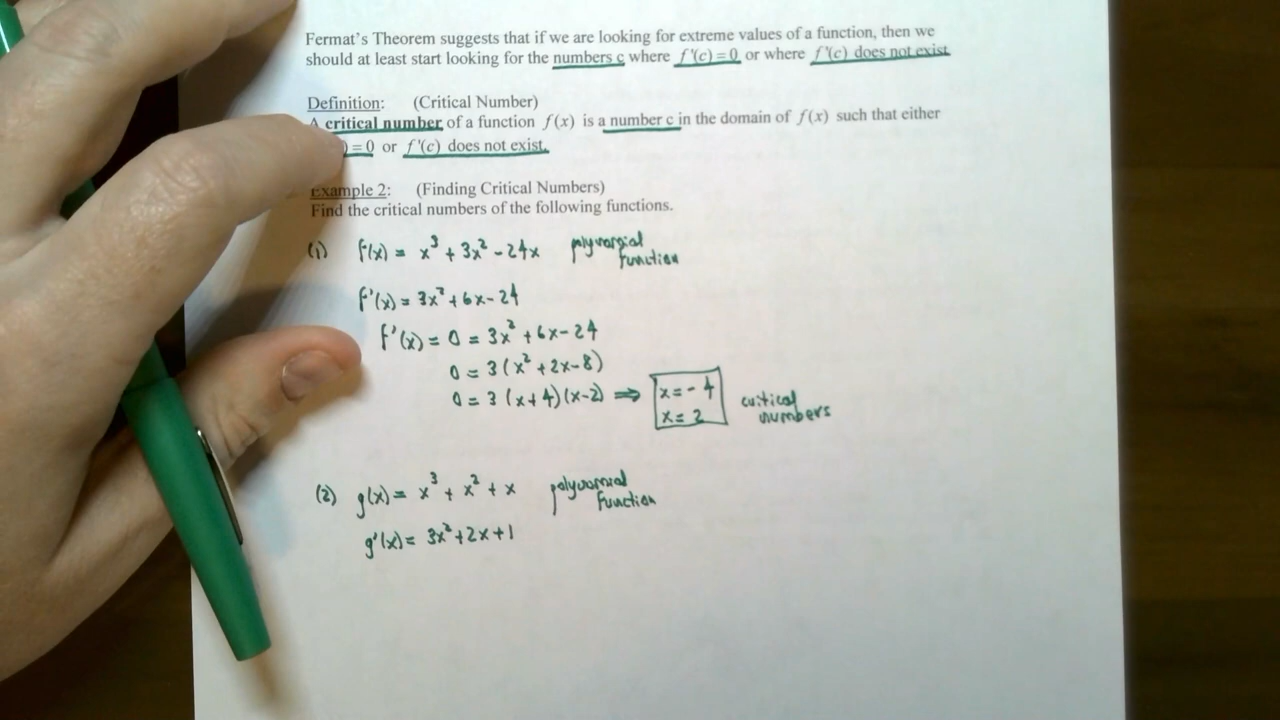 Fermat's Theorem suggests that if we are looking for extreme values of a function, then we
should at least start looking for the numbers c where f'(c) = 0 or where f'(c) does not exist
Definition: (Critical Number)
A critical number of a function f(x) is a number c in the domain of f(x) such that either
) = 0 or f'(c) does not exist.
Example 2: (Finding Critical Numbers)
Find the critical numbers of the following functions.
(1) f(x) = x³ + 3x² - 24x polynomial function
f'(x) = 3x² + 6x - 24
f'(x) = 0 = 3x² + 6x - 24
0 = 3(x² + 2x - 8)
0 = 3(x+4)(x-2) ⇒ x = -4
x = 2 critical numbers
(2) g(x) = x³ + x² + x polynomial function
g'(x) = 3x² + 2x + 1